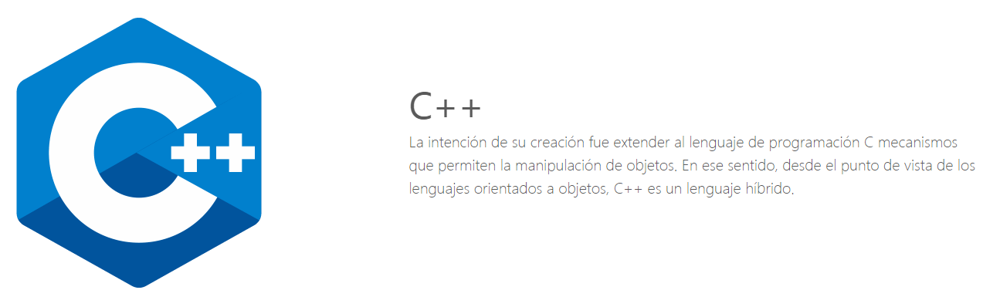 C++
C++
La intención de su creación fue extender al lenguaje de programación C mecanismos
que permiten la manipulación de objetos. En ese sentido, desde el punto de vista de los
lenguajes orientados a objetos, C++ es un lenguaje híbrido.